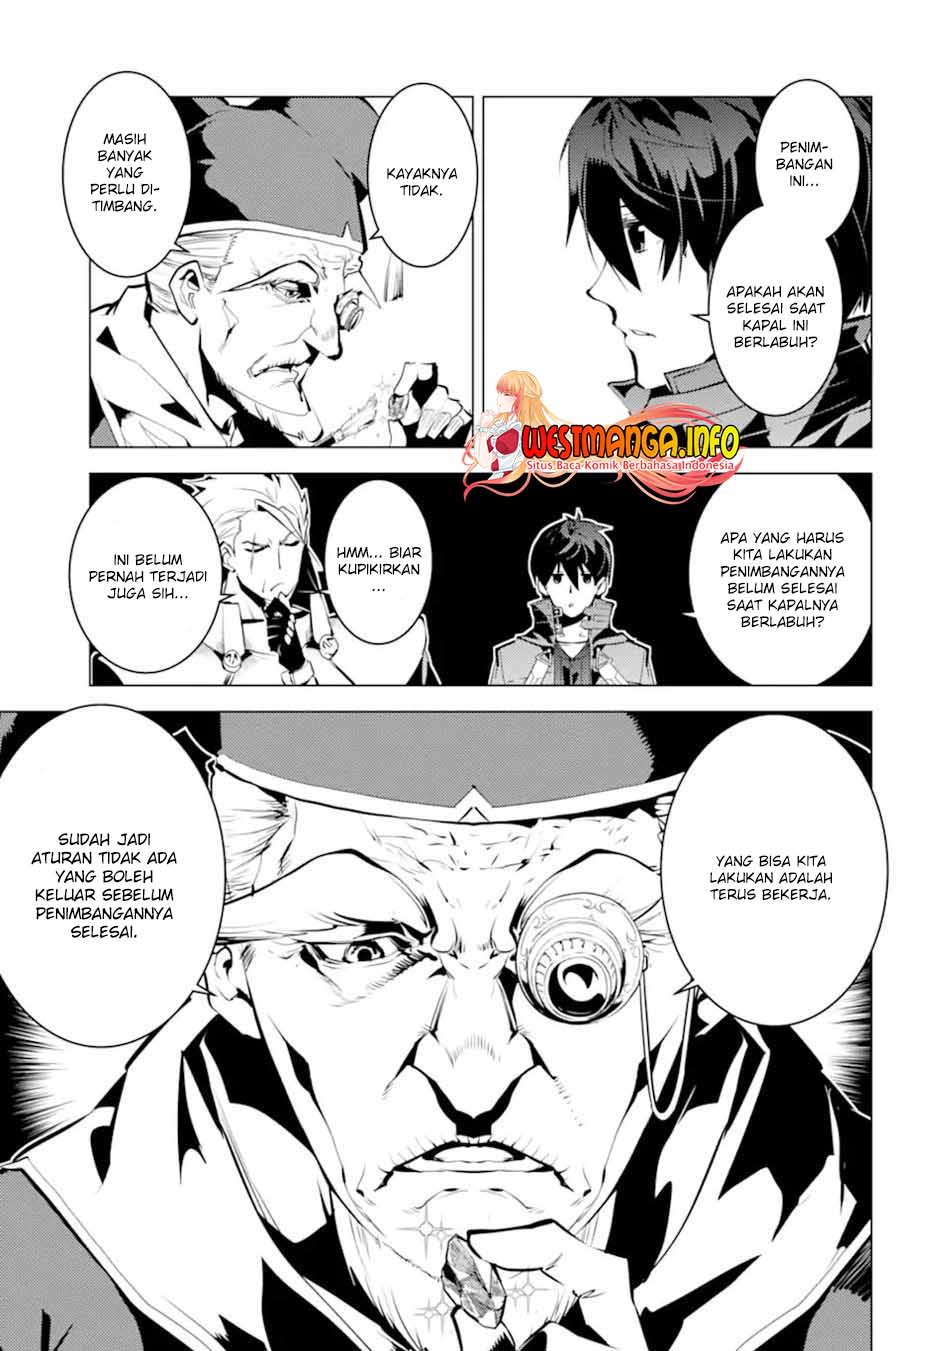 PENIM-
BANGAN
INI...
APAKAH AKAN
SELESAI SAAT
KAPAL INI
BERLABUH?
KAYAKNYA
TIDAK.
MASIH
BANYAK
YANG
PERLU DI-
TIMBANG.
WESTMANGA.INFO
Situs Baca Komik Berbahasa Indonesia
APA YANG HARUS
KITA LAKUKAN
PENIMBANGANNYA
BELUM SELESAI
SAAT KAPALNYA
BERLABUH?
HMM... BIAR
KUPIKIRKAN
...
INI BELUM
PERNAH TERJADI
JUGA SIH...
YANG BISA KITA
LAKUKAN ADALAH
TERUS BEKERJA.
SUDAH JADI
ATURAN TIDAK ADA
YANG BOLEH
KELUAR SEBELUM
PENIMBANGANNYA
SELESAI.